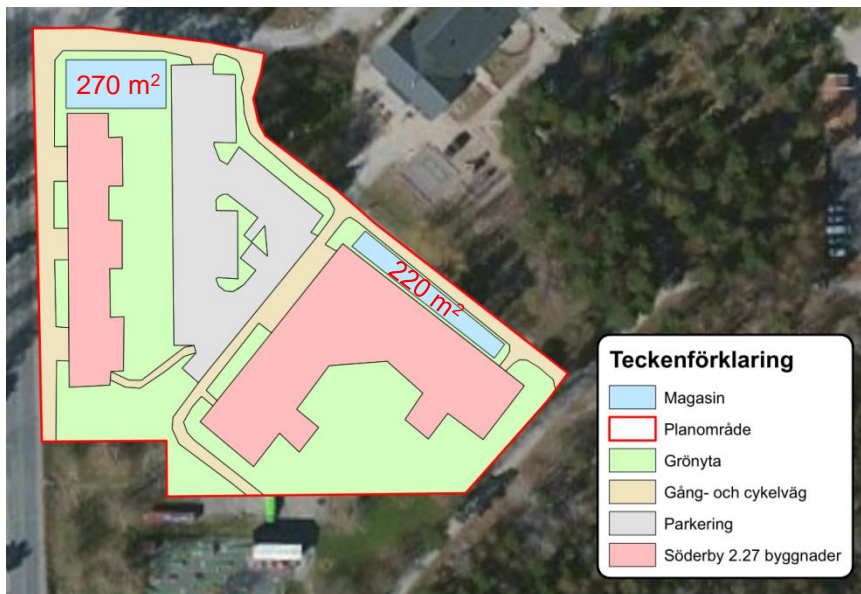 270 m²
220 m²
Teckenförklaring
Magasin
Planområde
Grönyta
Gång- och cykelväg
Parkering
Söderby 2.27 byggnader